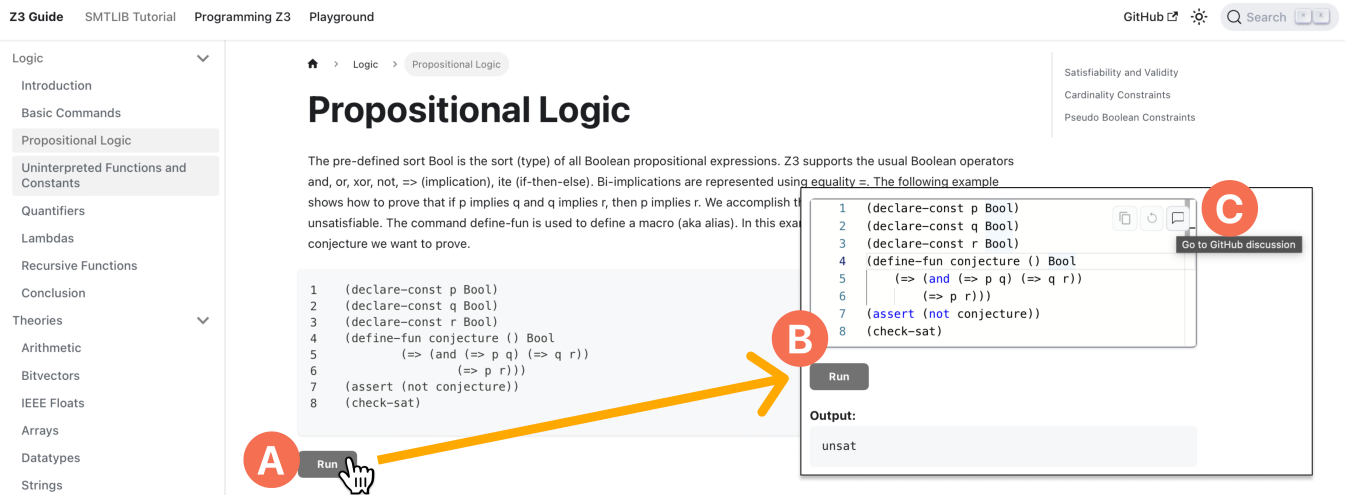 Z3 Guide SMTLIB Tutorial Programming Z3 Playground GitHub Search
Logic
Introduction
Basic Commands
Propositional Logic
Uninterpreted Functions and
Constants
Quantifiers
Lambdas
Recursive Functions
Conclusion
Theories
Arithmetic
Bitvectors
IEEE Floats
Arrays
Datatypes
Strings
Logic > Propositional Logic
Propositional Logic
The pre-defined sort Bool is the sort (type) of all Boolean propositional expressions. Z3 supports the usual Boolean operators
and, or, xor, not, => (implication), ite (if-then-else). Bi-implications are represented using equality =. The following example
shows how to prove that if p implies q and q implies r, then p implies r. We accomplish
unsatisfiable. The command define-fun is used to define a macro (aka alias). In this
conjecture we want to prove.
1 (declare-const p Bool)
2 (declare-const q Bool)
3 (declare-const r Bool)
4 (define-fun conjecture () Bool
5 (=> (and (=> p q) (=> q r))
6 (=> p r)))
7 (assert (not conjecture))
8 (check-sat)
A
Run
B
1 (declare-const p Bool)
2 (declare-const q Bool)
3 (declare-const r Bool)
4 (define-fun conjecture () Bool
5 (=> (and (=> p q) (=> q r))
6 (=> p r)))
7 (assert (not conjecture))
8 (check-sat)
C
Go to GitHub discussion
Run
Output:
unsat
Satisfiability and Validity
Cardinality Constraints
Pseudo Boolean Constraints